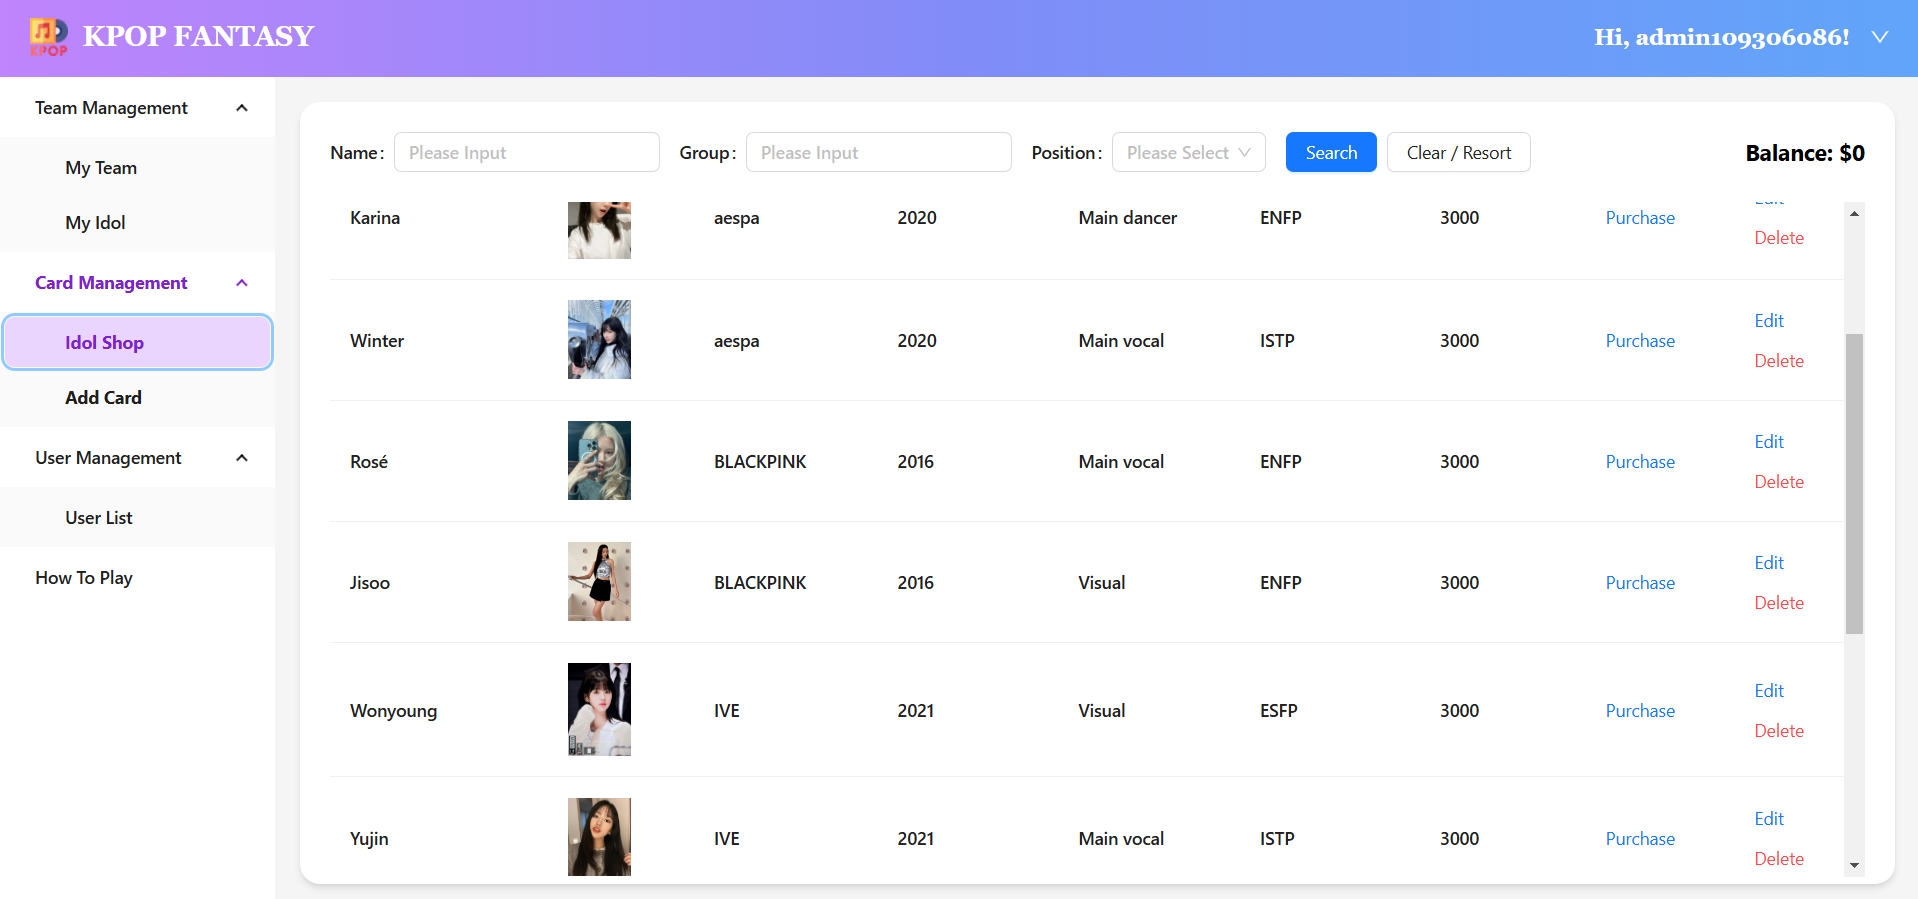 KPOP
KPOP FANTASY
Hi, admin109306086!
Team Management
My Team
My Idol
Card Management
Idol Shop
Add Card
User Management
User List
How To Play
Name: Please Input Group: Please Input Position: Please Select Search Clear / Resort Balance: $0
Edit
Karina aespa 2020 Main dancer ENFP 3000 Purchase
Delete
Edit
Winter aespa 2020 Main vocal ISTP 3000 Purchase
Delete
Edit
Rosé BLACKPINK 2016 Main vocal ENFP 3000 Purchase
Delete
Edit
Jisoo BLACKPINK 2016 Visual ENFP 3000 Purchase
Delete
Edit
Wonyoung IVE 2021 Visual ESFP 3000 Purchase
Delete
Edit
Yujin IVE 2021 Main vocal ISTP 3000 Purchase
Delete